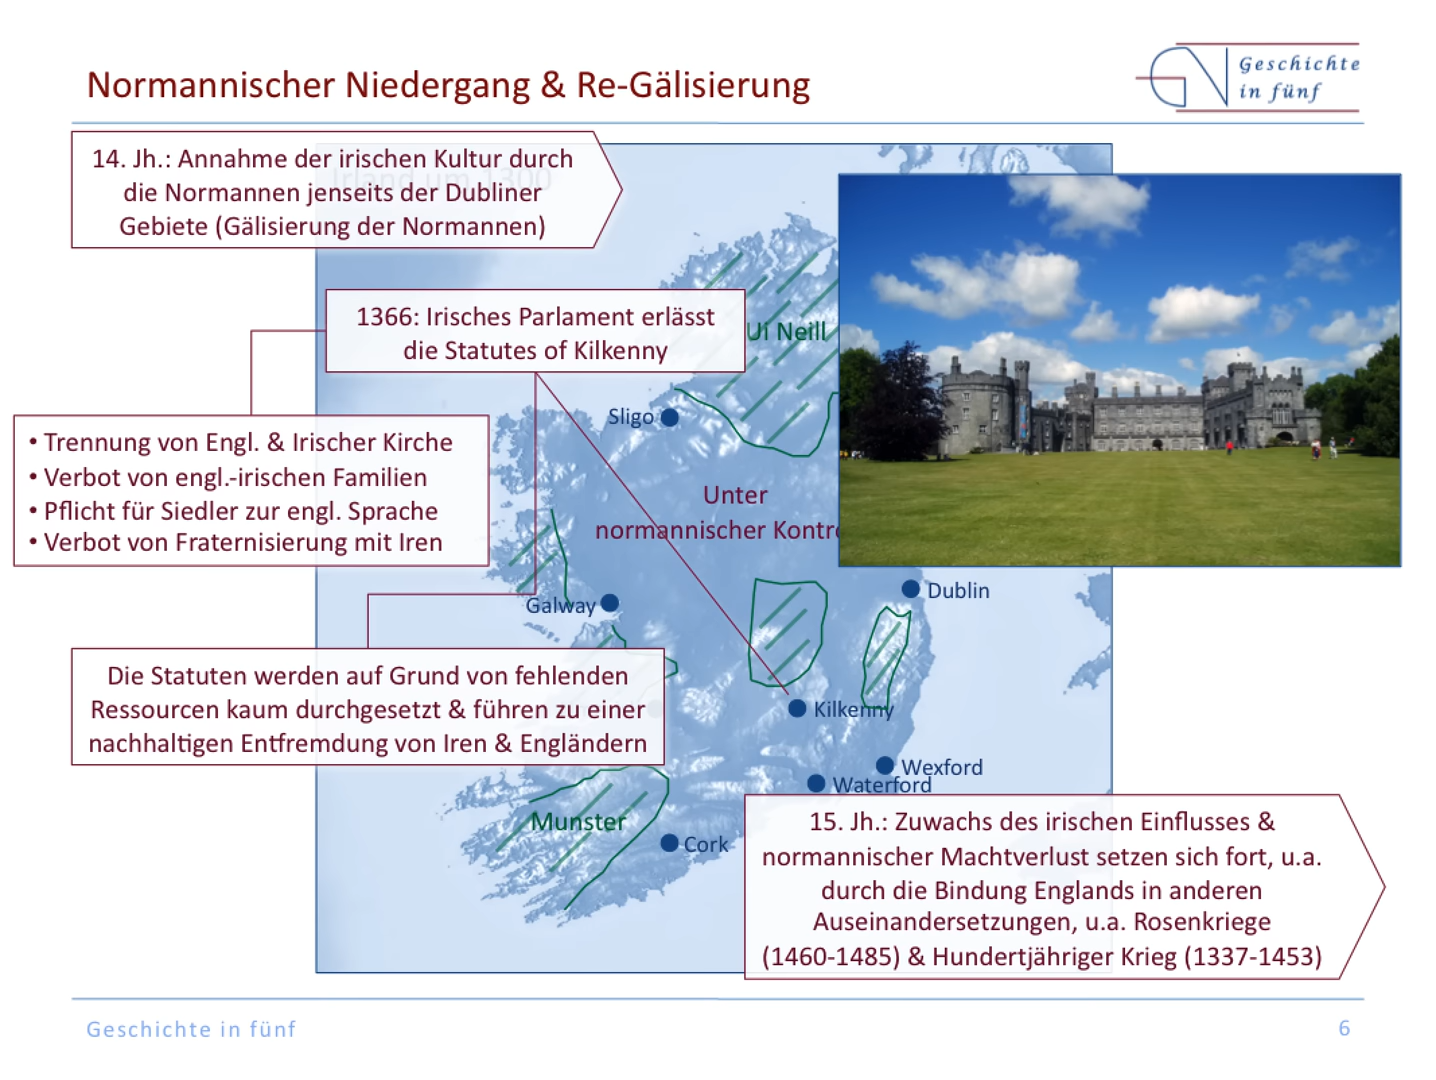 Normannischer Niedergang & Re-Gälisierung
Geschichte
in fünf
14. Jh.: Annahme der irischen Kultur durch
die Normannen jenseits der Dubliner
Gebiete (Gälisierung der Normannen)
Irland um 1300
1366: Irisches Parlament erlässt
die Statutes of Kilkenny
Ui Neill
Sligo
• Trennung von Engl. & Irischer Kirche
• Verbot von engl.-irischen Familien
• Pflicht für Siedler zur engl. Sprache
• Verbot von Fraternisierung mit Iren
Unter
normannischer
Dublin
Galway
Die Statuten werden auf Grund von fehlenden
Ressourcen kaum durchgesetzt & führen zu einer
nachhaltigen Entfremdung von Iren & Engländern
Kilkenny
Wexford
Waterford
Munster
Cork
15. Jh.: Zuwachs des irischen Einflusses &
normannischer Machtverlust setzen sich fort, u.a.
durch die Bindung Englands in anderen
Auseinandersetzungen, u.a. Rosenkriege
(1460-1485) & Hundertjähriger Krieg (1337-1453)
Geschichte in fünf
6